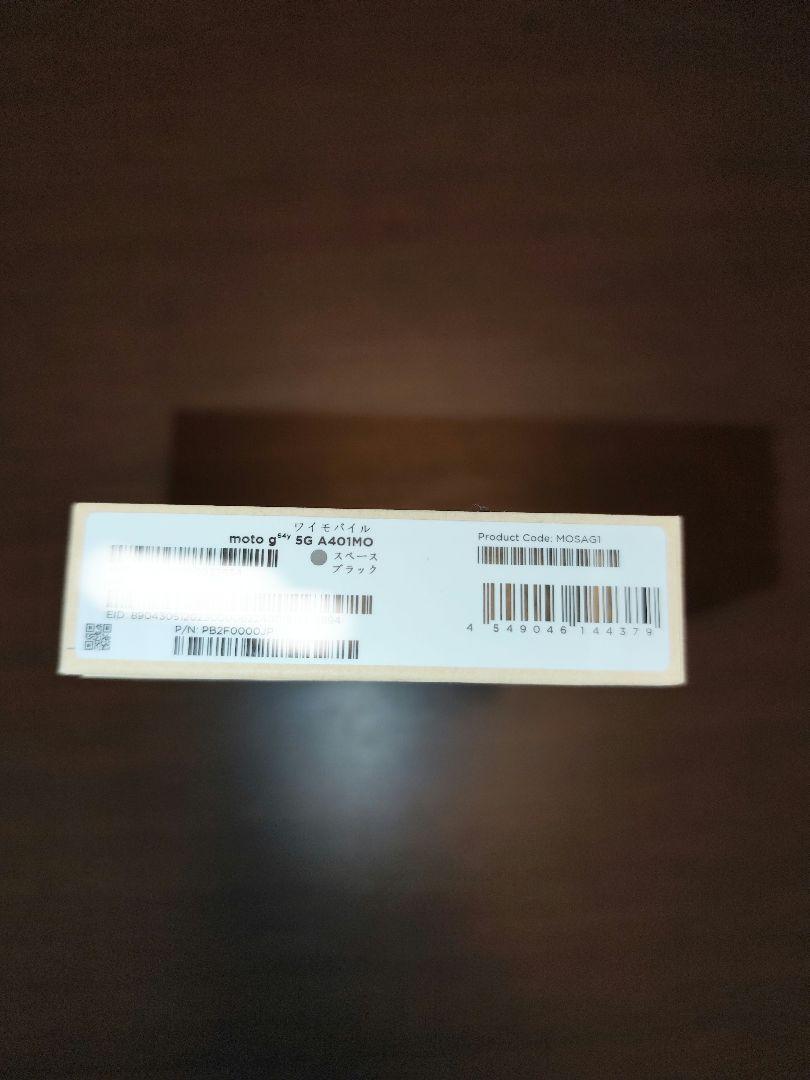 ワイモバイル
moto g⁶⁴ʸ 5G A401MO
スペース
ブラック
EID:
P/N: PB2F0000JP
Product Code: MOSAG1
4 549046 144379